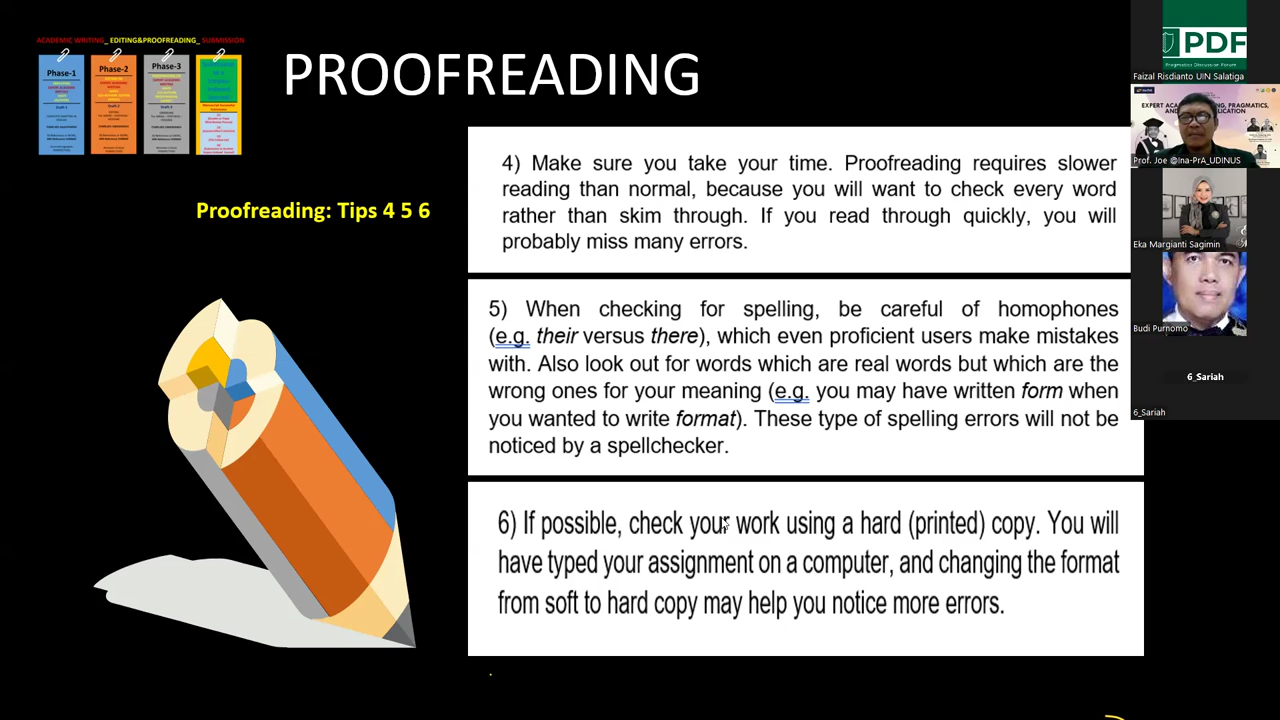 ACADEMIC WRITING_ EDITING&PROOFREADING_ SUBMISSION
Phase-1
Phase-2
Phase-3
PROOFREADING
Proofreading: Tips 4 5 6
4) Make sure you take your time. Proofreading requires slower
reading than normal, because you will want to check every word
rather than skim through. If you read through quickly, you will
probably miss many errors.
5) When checking for spelling, be careful of homophones
(e.g. their versus there), which even proficient users make mistakes
with. Also look out for words which are real words but which are the
wrong ones for your meaning (e.g. you may have written form when
you wanted to write format). These type of spelling errors will not be
noticed by a spellchecker.
6) If possible, check your work using a hard (printed) copy. You will
have typed your assignment on a computer, and changing the format
from soft to hard copy may help you notice more errors.
PDF
Pragmatics Discussion Forum
Faizal Risdianto UIN Salatiga
Prof. Joe @Ina-PrA_UDINUS
Eka Margianti Sagimin
Budi Purnomo
6_Sariah
6_Sariah